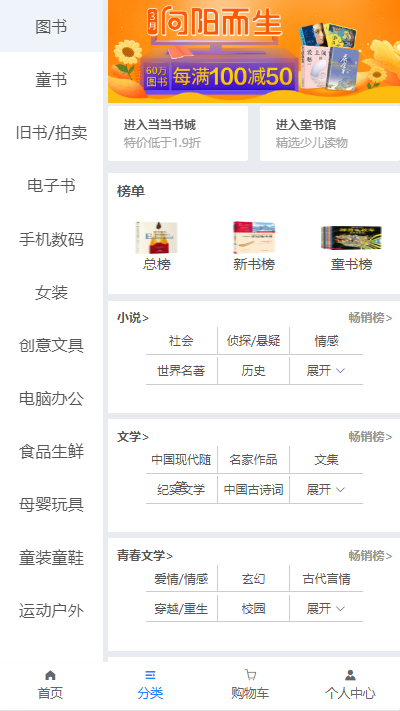 图书
童书
旧书/拍卖
电子书
手机数码
女装
创意文具
电脑办公
食品生鲜
母婴玩具
童装童鞋
运动户外
3月 向阳而生
60万图书 每满100减50
进入当当书城
特价低于1.9折
进入童书馆
精选少儿读物
榜单
总榜 新书榜 童书榜
小说> 畅销榜>
社会 侦探/悬疑 情感
世界名著 历史 展开
文学> 畅销榜>
中国现代随笔 名家作品 文集
纪实文学 中国古诗词 展开
青春文学> 畅销榜>
爱情/情感 玄幻 古代言情
穿越/重生 校园 展开
首页 分类 购物车 个人中心